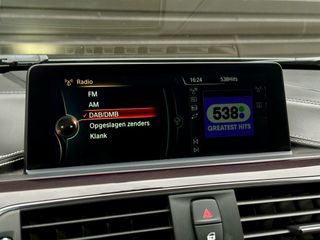 Radio
16:24 538Hits
FM
AM
✓ DAB/DMB
Opgeslagen zenders
Klank
538
GREATEST HITS